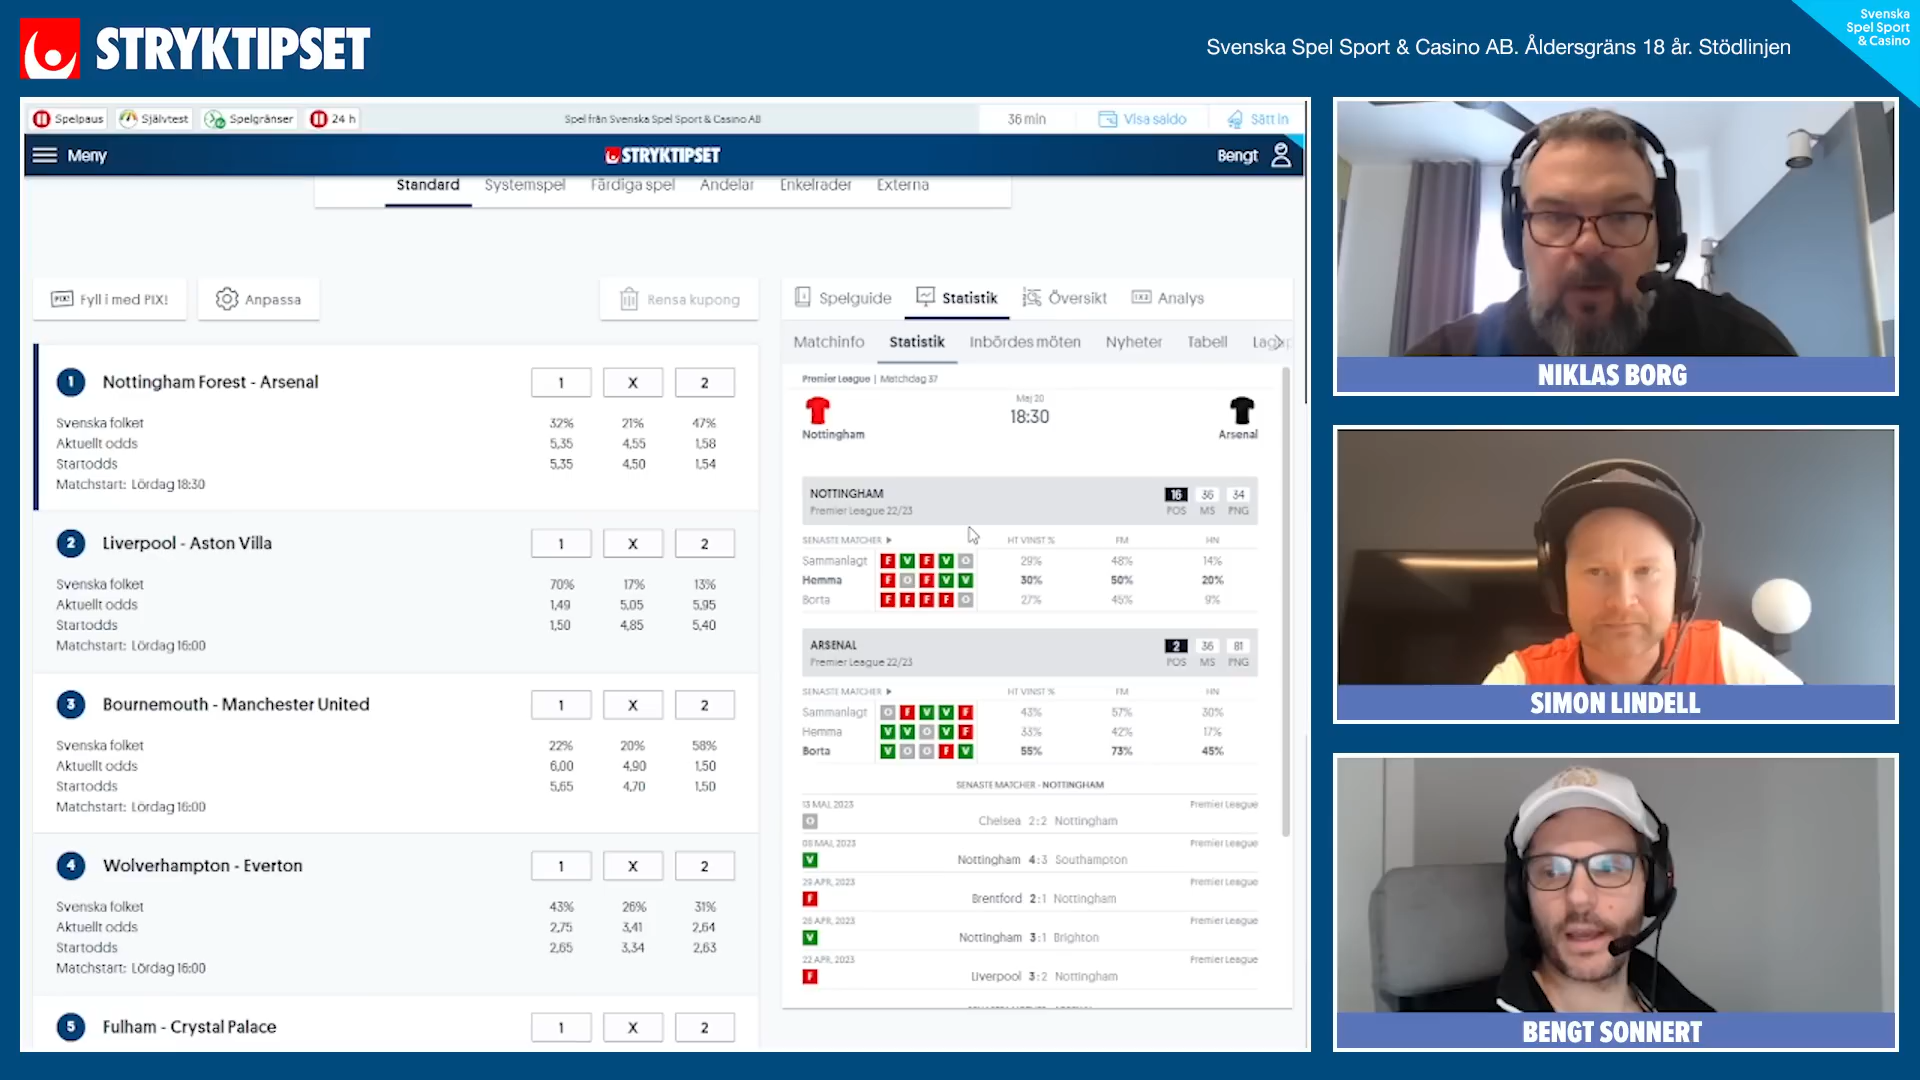 STRYKTIPSET
Svenska Spel Sport & Casino AB. Åldersgräns 18 år. Stödlinjen
Svenska
Spel Sport
& Casino
Spelpaus
Självtest
Spelgränser
24 h
Spel från Svenska Spel Sport & Casino AB
36 min
Visa saldo
Sätt in
Meny
STRYKTIPSET
Bengt
Standard Systemspel Färdiga spel Andelar Enkelrader Externa
PIX! Fyll i med PIX!
Anpassa
Rensa kupong
1 Nottingham Forest - Arsenal 1 X 2
Svenska folket 32% 21% 47%
Aktuellt odds 5,35 4,55 1,58
Startodds 5,35 4,50 1,54
Matchstart: Lördag 18:30
2 Liverpool - Aston Villa 1 X 2
Svenska folket 70% 17% 13%
Aktuellt odds 1,49 5,05 5,95
Startodds 1,50 4,85 5,40
Matchstart: Lördag 16:00
3 Bournemouth - Manchester United 1 X 2
Svenska folket 22% 20% 58%
Aktuellt odds 6,00 4,90 1,50
Startodds 5,65 4,70 1,50
Matchstart: Lördag 16:00
4 Wolverhampton - Everton 1 X 2
Svenska folket 43% 26% 31%
Aktuellt odds 2,75 3,41 2,64
Startodds 2,65 3,34 2,63
Matchstart: Lördag 16:00
5 Fulham - Crystal Palace 1 X 2
Spelguide Statistik Översikt Analys
Matchinfo Statistik Inbördes möten Nyheter Tabell
Premier League | Matchdag 37
Maj 20
18:30
Nottingham Arsenal
NOTTINGHAM 16 36 34
Premier League 22/23 POS MS PNG
SENASTE MATCHER HT VINST % FM HN
Sammanlagt F V F V O 29% 48% 14%
Hemma F O F V V 30% 50% 20%
Borta F F F F O 27% 45% 9%
ARSENAL 2 36 81
Premier League 22/23 POS MS PNG
SENASTE MATCHER HT VINST % FM HN
Sammanlagt O F V V F 43% 57% 30%
Hemma V V O V F 33% 42% 17%
Borta V O O F V 55% 73% 45%
SENASTE MATCHER - NOTTINGHAM
13 MAJ, 2023 Premier League
O Chelsea 2:2 Nottingham
08 MAJ, 2023 Premier League
V Nottingham 4:3 Southampton
29 APR, 2023 Premier League
F Brentford 2:1 Nottingham
26 APR, 2023 Premier League
V Nottingham 3:1 Brighton
22 APR, 2023 Premier League
F Liverpool 3:2 Nottingham
NIKLAS BORG
SIMON LINDELL
BENGT SONNERT